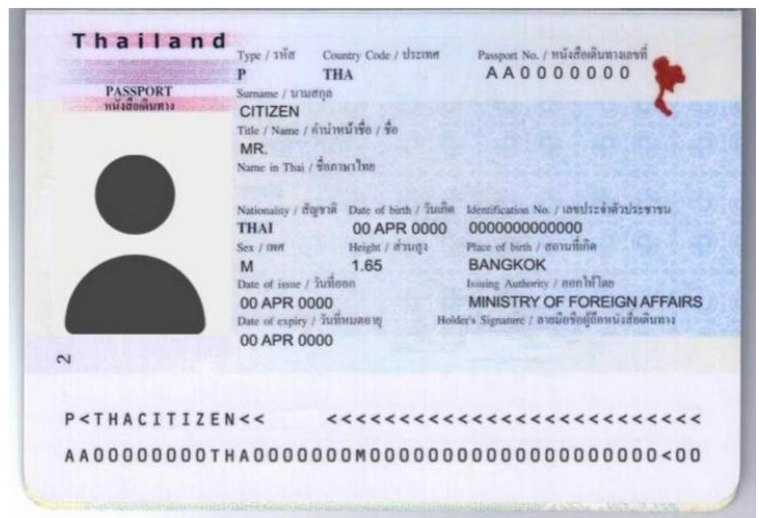 Thailand
PASSPORT
หนังสือเดินทาง
Type / รหัส Country Code / ประเทศ Passport No. / หนังสือเดินทางเลขที่
P THA AA0000000
Surname / นามสกุล
CITIZEN
Title / Name / คำนำหน้าชื่อ / ชื่อ
MR.
Name in Thai / ชื่อภาษาไทย
Nationality / สัญชาติ Date of birth / วันเกิด Identification No. / เลขประจำตัวประชาชน
THAI 00 APR 0000 0000000000000
Sex / เพศ Height / ส่วนสูง Place of birth / สถานที่เกิด
M 1.65 BANGKOK
Date of issue / วันที่ออก Issuing Authority / ออกให้โดย
00 APR 0000 MINISTRY OF FOREIGN AFFAIRS
Date of expiry / วันที่หมดอายุ Holder's Signature / ลายมือชื่อผู้ถือหนังสือเดินทาง
00 APR 0000
2
P<THACITIZEN<< <<<<<<<<<<<<<<<<<<<<<<<<<<
AA00000000THA0000000M00000000000000000000000<00